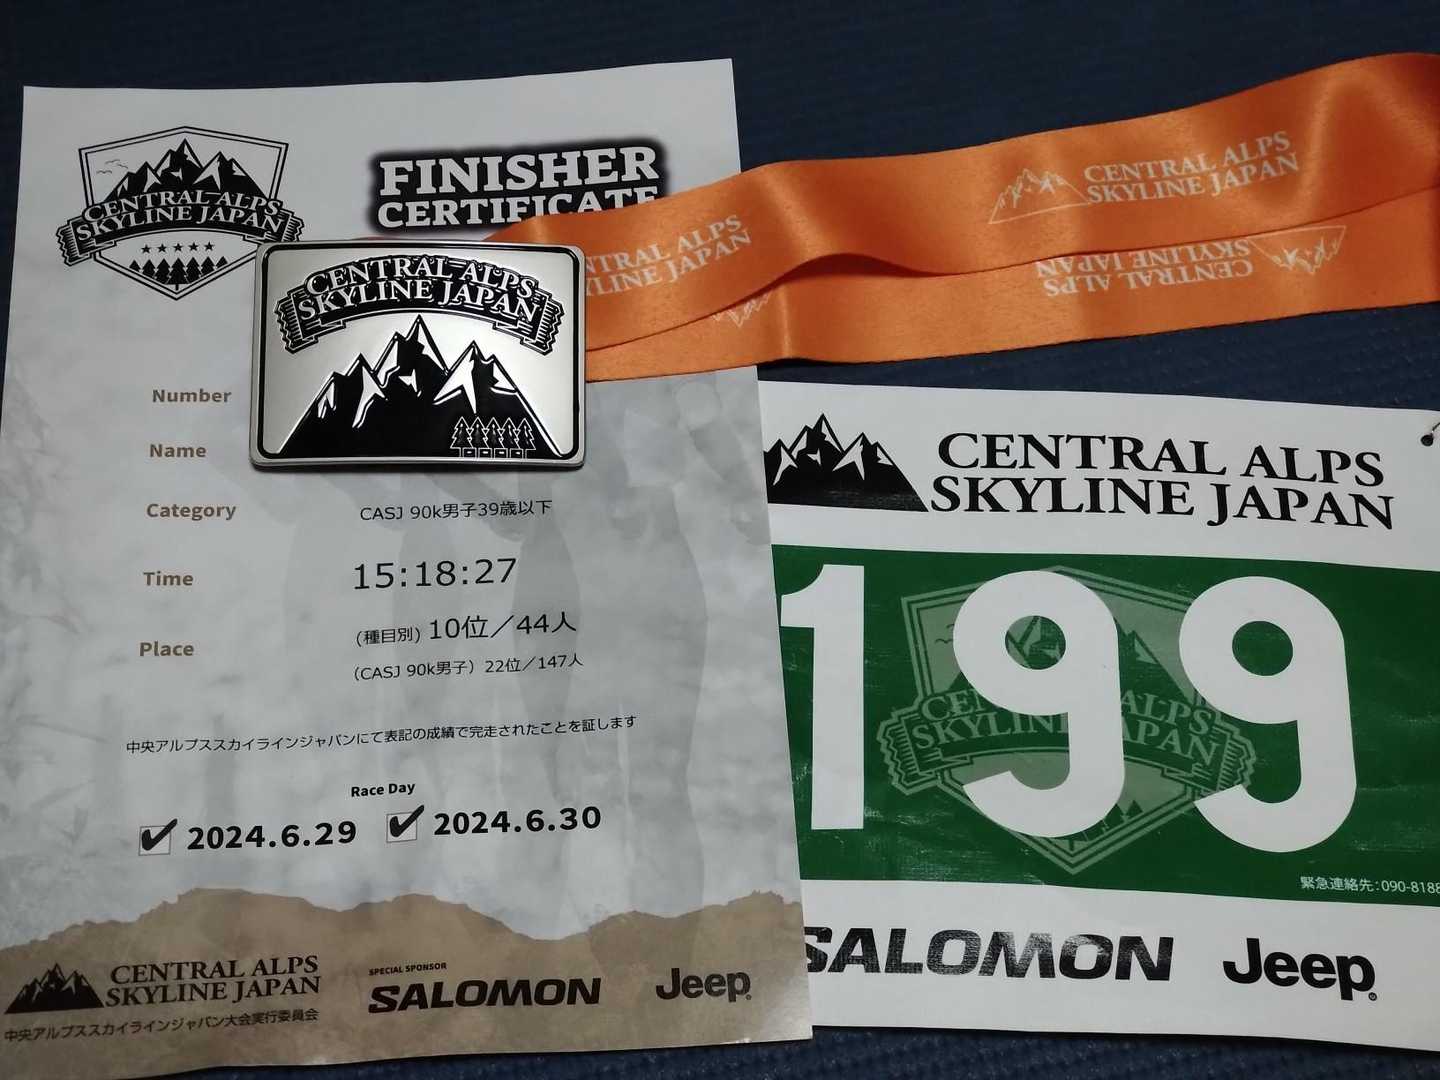 CENTRAL ALPS
SKYLINE JAPAN
FINISHER
CERTIFICATE
CENTRAL ALPS
SKYLINE JAPAN
CENTRAL ALPS
SKYLINE JAPAN
CENTRAL ALPS
SKYLINE JAPAN
CENTRAL ALPS
SKYLINE JAPAN
Number
Name
Category
CASJ 90k男子39歳以下
Time
15:18:27
Place
(種目別) 10位／44人
（CASJ 90k男子）22位／147人
中央アルプススカイラインジャパンにて表記の成績で完走されたことを証します
Race Day
2024.6.29
2024.6.30
CENTRAL ALPS
SKYLINE JAPAN
中央アルプススカイラインジャパン大会実行委員会
SPECIAL SPONSOR
SALOMON
Jeep®
CENTRAL ALPS
SKYLINE JAPAN
199
CENTRAL ALPS
SKYLINE JAPAN
緊急連絡先：090-8188
SALOMON
Jeep®